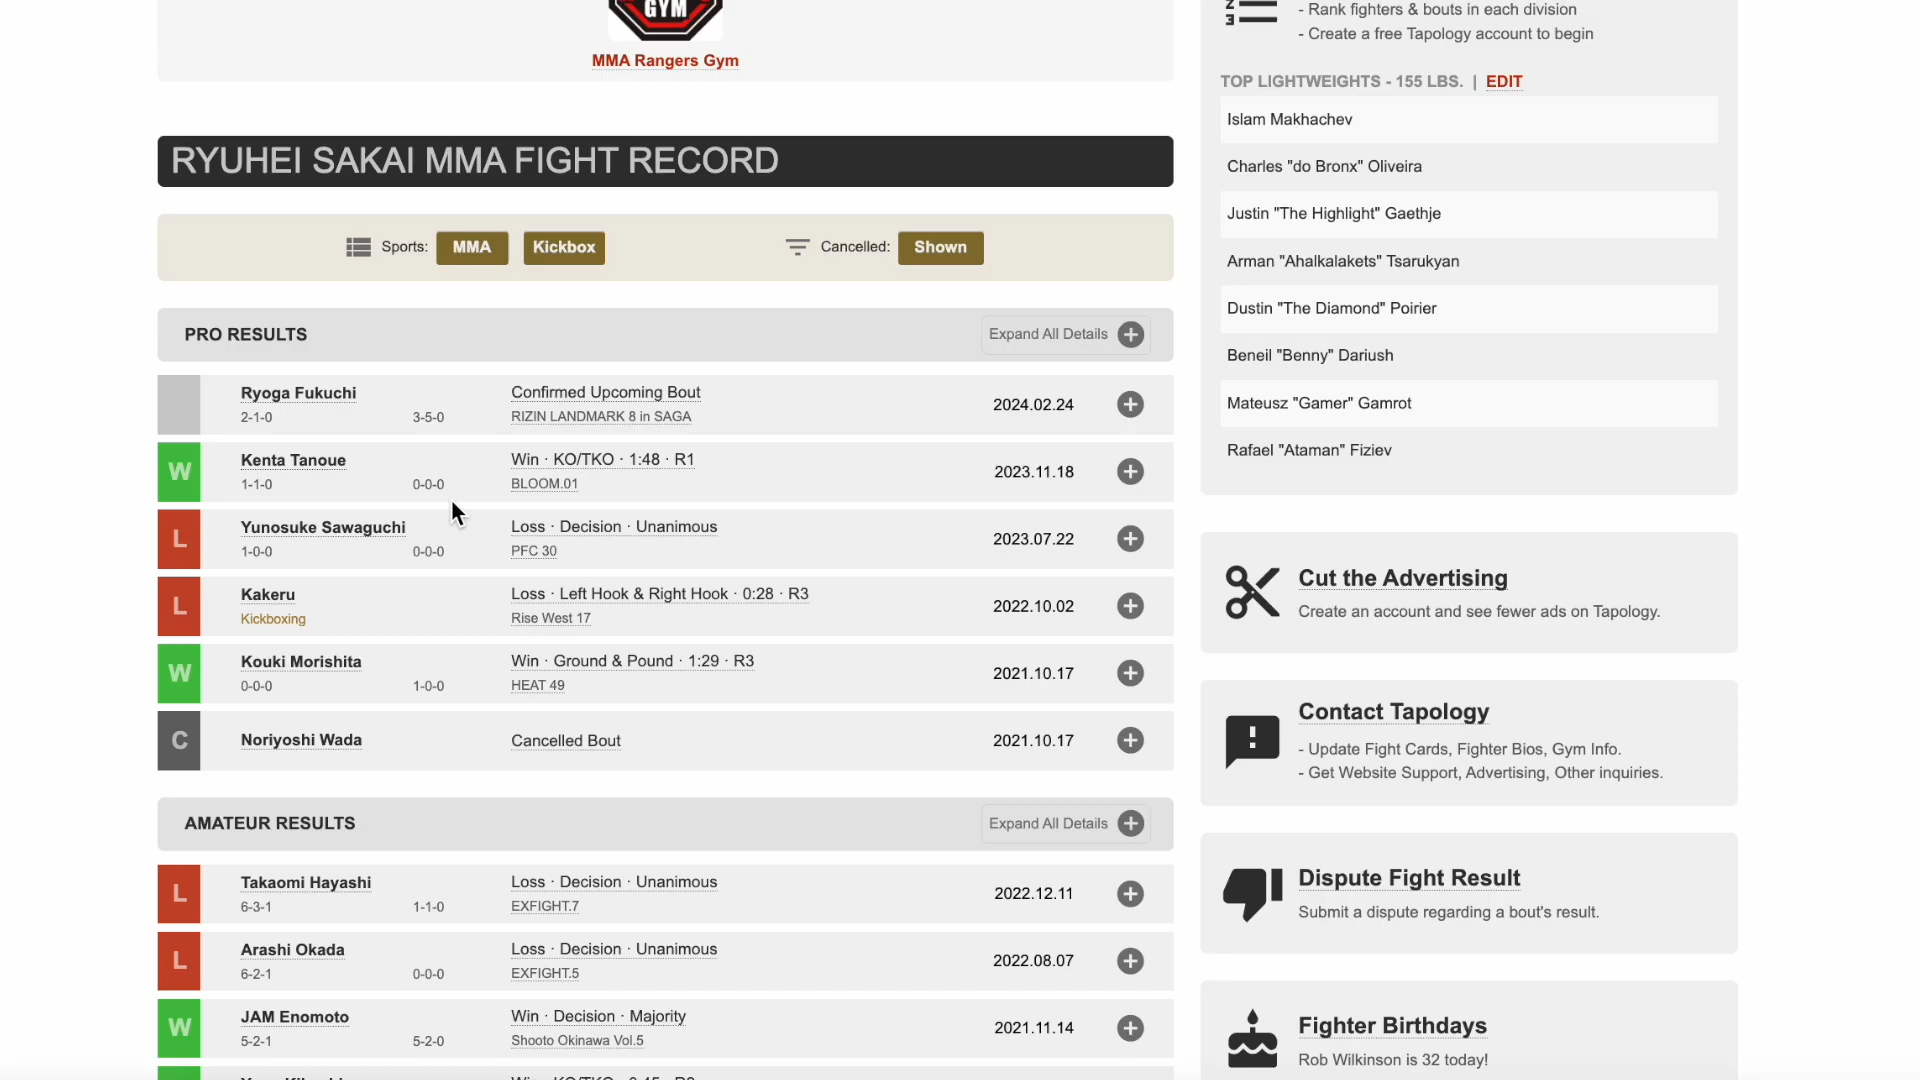 GYM
MMA Rangers Gym
RYUHEI SAKAI MMA FIGHT RECORD
Sports: MMA Kickbox Cancelled: Shown
PRO RESULTS Expand All Details
Ryoga Fukuchi Confirmed Upcoming Bout 2024.02.24
2-1-0 3-5-0 RIZIN LANDMARK 8 in SAGA
W Kenta Tanoue Win · KO/TKO · 1:48 · R1 2023.11.18
1-1-0 0-0-0 BLOOM.01
L Yunosuke Sawaguchi Loss · Decision · Unanimous 2023.07.22
1-0-0 0-0-0 PFC 30
L Kakeru Loss · Left Hook & Right Hook · 0:28 · R3 2022.10.02
Kickboxing Rise West 17
W Kouki Morishita Win · Ground & Pound · 1:29 · R3 2021.10.17
0-0-0 1-0-0 HEAT 49
C Noriyoshi Wada Cancelled Bout 2021.10.17
AMATEUR RESULTS Expand All Details
L Takaomi Hayashi Loss · Decision · Unanimous 2022.12.11
6-3-1 1-1-0 EXFIGHT.7
L Arashi Okada Loss · Decision · Unanimous 2022.08.07
6-2-1 0-0-0 EXFIGHT.5
W JAM Enomoto Win · Decision · Majority 2021.11.14
5-2-1 5-2-0 Shooto Okinawa Vol.5
2
3
- Rank fighters & bouts in each division
- Create a free Tapology account to begin
TOP LIGHTWEIGHTS - 155 LBS. | EDIT
Islam Makhachev
Charles "do Bronx" Oliveira
Justin "The Highlight" Gaethje
Arman "Ahalkalakets" Tsarukyan
Dustin "The Diamond" Poirier
Beneil "Benny" Dariush
Mateusz "Gamer" Gamrot
Rafael "Ataman" Fiziev
Cut the Advertising
Create an account and see fewer ads on Tapology.
Contact Tapology
- Update Fight Cards, Fighter Bios, Gym Info.
- Get Website Support, Advertising, Other inquiries.
Dispute Fight Result
Submit a dispute regarding a bout's result.
Fighter Birthdays
Rob Wilkinson is 32 today!